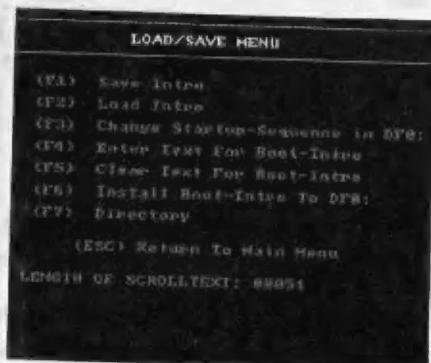 LOAD/SAVE MENU
(F1) Save Intro
(F2) Load Intro
(F3) Change Startup-Sequence in DF0:
(F4) Enter Text For Boot-Intro
(F5) Clear Text For Boot-Intro
(F6) Install Boot-Intro To DF0:
(F7) Directory
(ESC) Return To Main Menu
LENGTH OF SCROLLTEXT: 00051